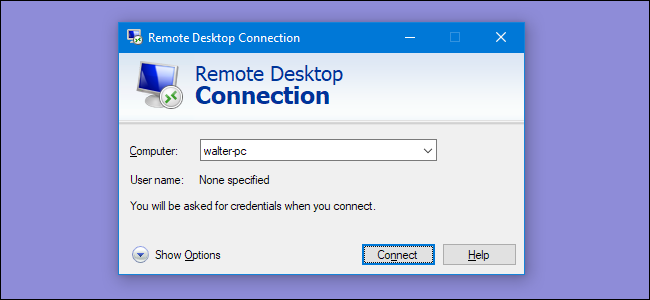 Remote Desktop Connection
Remote Desktop
Connection
Computer: walter-pc
User name: None specified
You will be asked for credentials when you connect.
Show Options Connect Help